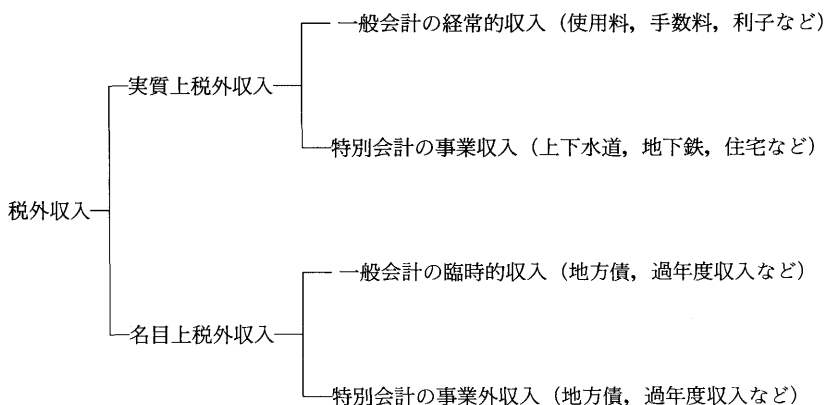 一般会計の経常的収入（使用料，手数料，利子など）
実質上税外収入
特別会計の事業収入（上下水道，地下鉄，住宅など）
税外収入
一般会計の臨時的収入（地方債，過年度収入など）
名目上税外収入
特別会計の事業外収入（地方債，過年度収入など）